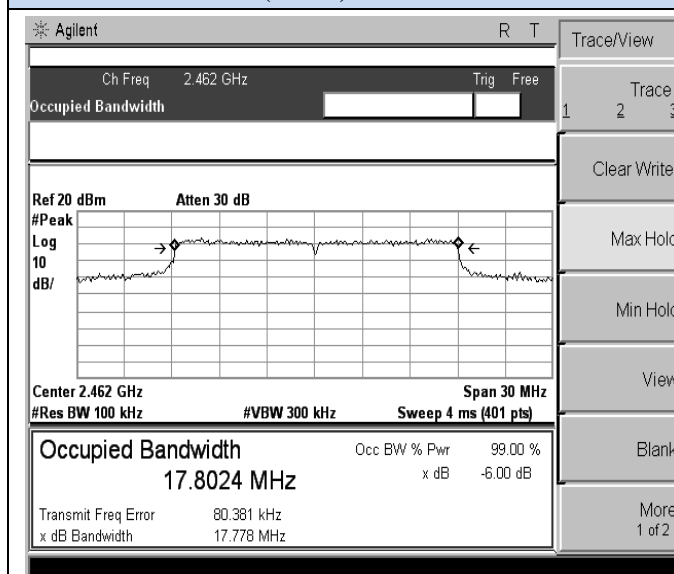 Agilent R T
Trace/View
Ch Freq 2.462 GHz Trig Free
Occupied Bandwidth
Trace
1 2 3
Clear Write
Ref 20 dBm Atten 30 dB
#Peak
Log
10
dB/
Max Hold
Min Hold
View
Center 2.462 GHz Span 30 MHz
#Res BW 100 kHz #VBW 300 kHz Sweep 4 ms (401 pts)
Occupied Bandwidth
17.8024 MHz
Occ BW % Pwr 99.00 %
x dB -6.00 dB
Transmit Freq Error 80.381 kHz
x dB Bandwidth 17.778 MHz
Blank
More
1 of 2